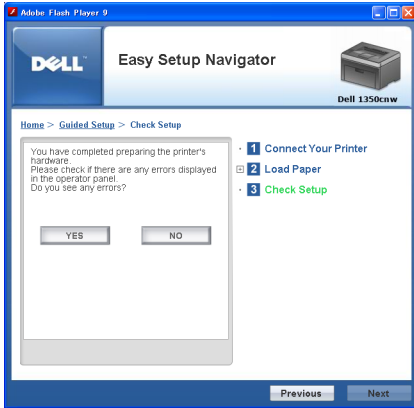 Adobe Flash Player 9
DELL
Easy Setup Navigator
Dell 1350cnw
Home > Guided Setup > Check Setup
You have completed preparing the printer's
hardware.
Please check if there are any errors displayed
in the operator panel.
Do you see any errors?
YES NO
1 Connect Your Printer
2 Load Paper
3 Check Setup
Previous Next